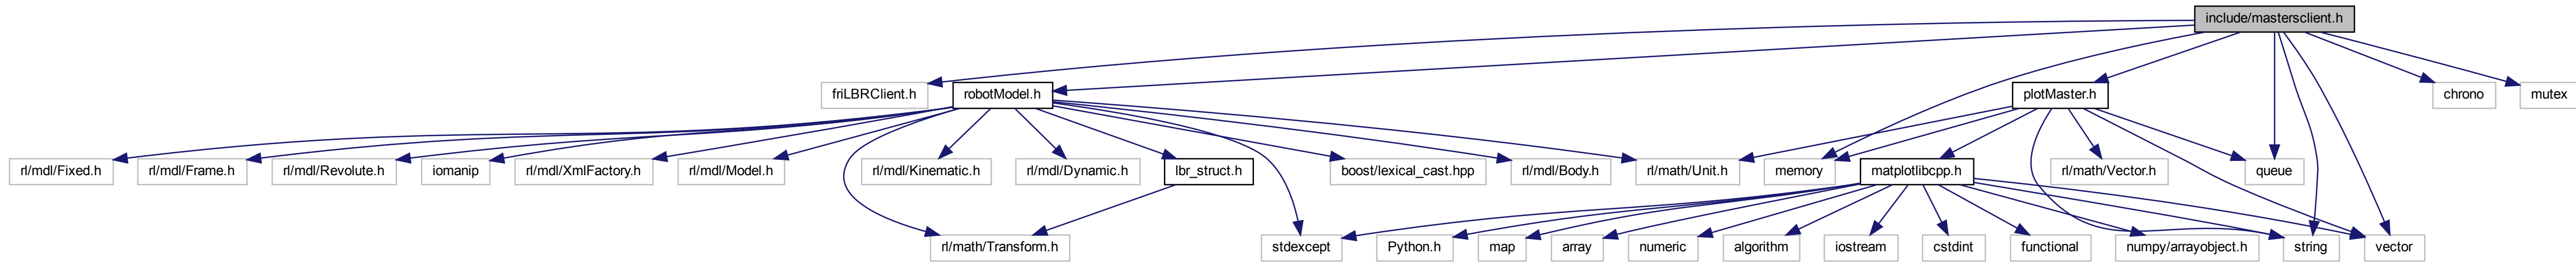 include/mastersclient.h
friLBRClient.h
robotModel.h
plotMaster.h
chrono
mutex
rl/mdl/Fixed.h
rl/mdl/Frame.h
rl/mdl/Revolute.h
iomanip
rl/mdl/XmlFactory.h
rl/mdl/Model.h
rl/mdl/Kinematic.h
rl/mdl/Dynamic.h
lbr_struct.h
boost/lexical_cast.hpp
rl/mdl/Body.h
rl/math/Unit.h
memory
matplotlibcpp.h
rl/math/Vector.h
queue
rl/math/Transform.h
stdexcept
Python.h
map
array
numeric
algorithm
iostream
cstdint
functional
numpy/arrayobject.h
string
vector